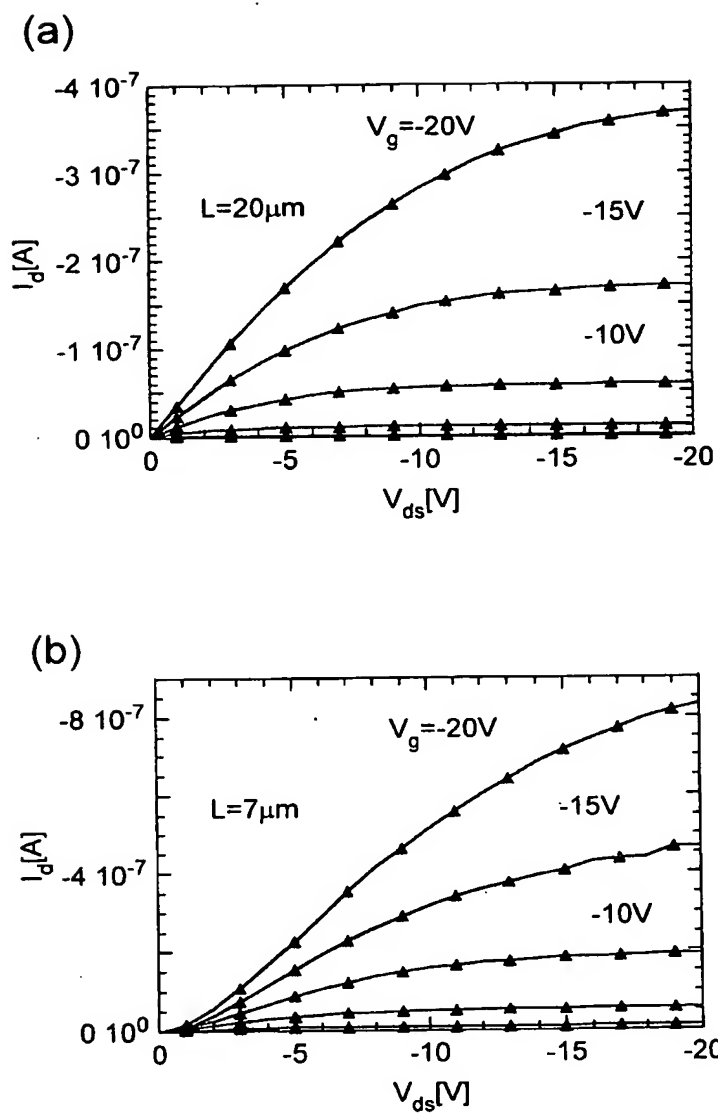 (a)
-4 10⁻⁷
V_g=-20V
-3 10⁻⁷
L=20μm
-15V
I_d[A]
-2 10⁻⁷
-10V
-1 10⁻⁷
0 10⁰
0
-5
-10
-15
-20
V_ds[V]
(b)
-8 10⁻⁷
V_g=-20V
L=7μm
-15V
I_d[A]
-4 10⁻⁷
-10V
0 10⁰
0
-5
-10
-15
-20
V_ds[V]